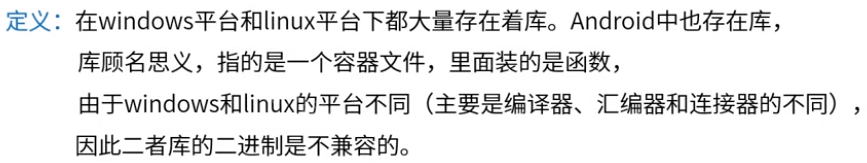 定义：在windows平台和linux平台下都大量存在着库。Android中也存在库，
库顾名思义，指的是一个容器文件，里面装的是函数，
由于windows和linux的平台不同（主要是编译器、汇编器和连接器的不同），
因此二者库的二进制是不兼容的。